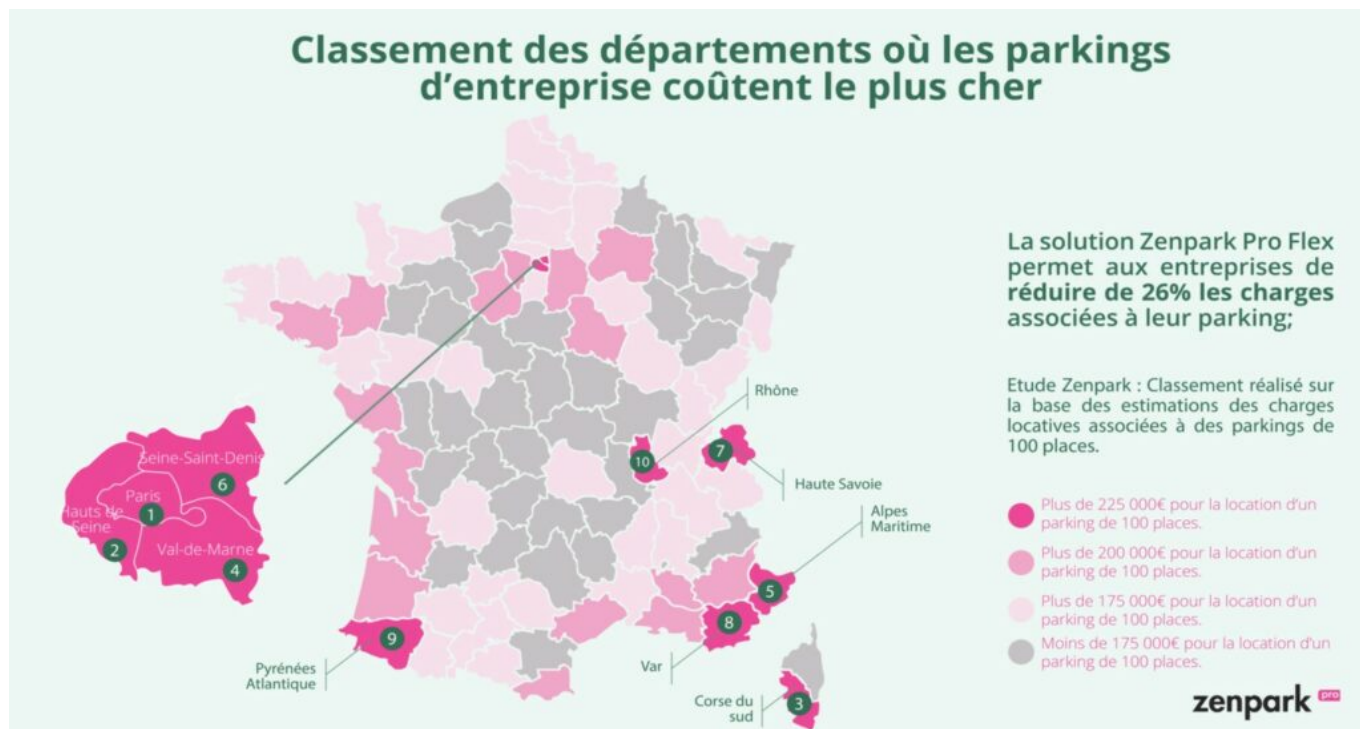 Classement des départements où les parkings
d'entreprise coûtent le plus cher
La solution Zenpark Pro Flex
permet aux entreprises de
réduire de 26% les charges
associées à leur parking;
Etude Zenpark : Classement réalisé sur
la base des estimations des charges
locatives associées à des parkings de
100 places.
Plus de 225 000€ pour la location d'un
parking de 100 places.
Plus de 200 000€ pour la location d'un
parking de 100 places.
Plus de 175 000€ pour la location d'un
parking de 100 places.
Moins de 175 000€ pour la location d'un
parking de 100 places.
Seine-Saint-Denis
6
Paris
1
Hauts de
Seine
2
Val-de-Marne
4
Rhône
10
7
Haute Savoie
Alpes
Maritime
5
8
Var
9
Pyrénées
Atlantique
Corse du
sud
3
zenpark pro